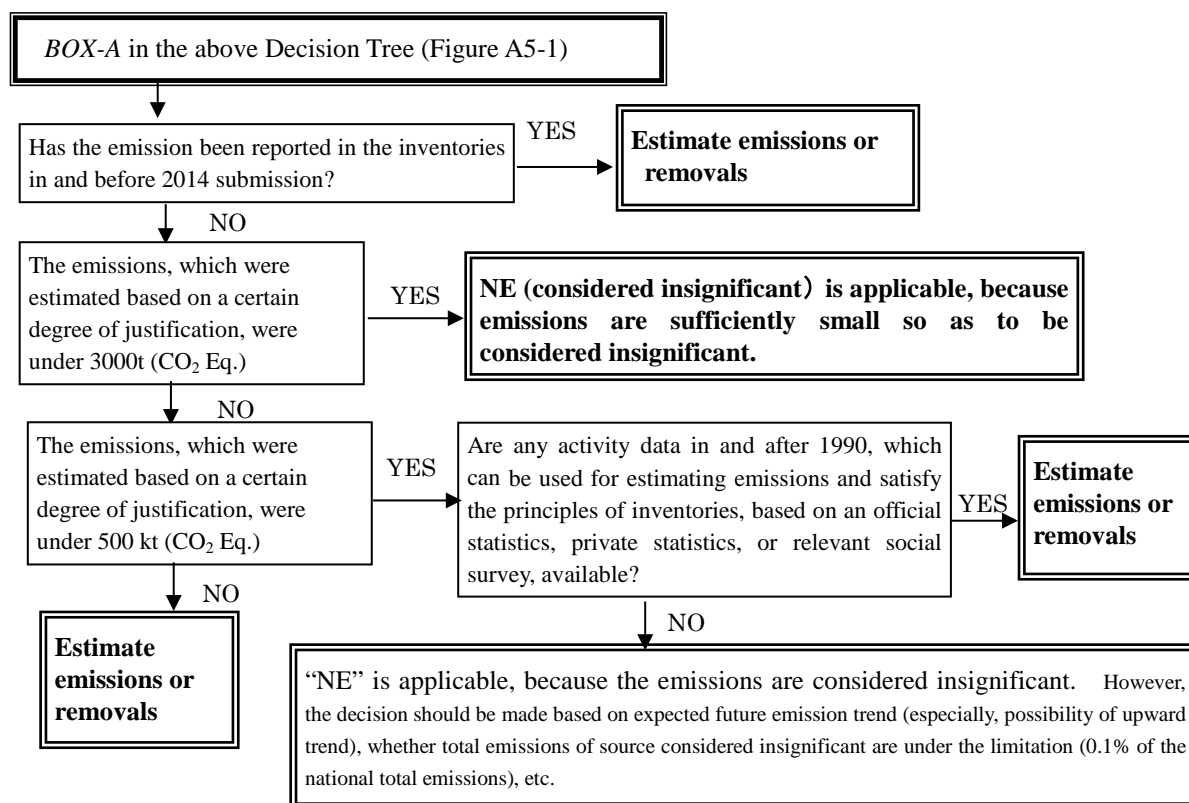 BOX-A in the above Decision Tree (Figure A5-1)
Has the emission been reported in the inventories
in and before 2014 submission?
YES
Estimate emissions or
removals
NO
The emissions, which were
estimated based on a certain
degree of justification, were
under 3000t (CO₂ Eq.)
YES
NE (considered insignificant）is applicable, because
emissions are sufficiently small so as to be
considered insignificant.
NO
The emissions, which were
estimated based on a certain
degree of justification, were
under 500 kt (CO₂ Eq.)
YES
Are any activity data in and after 1990, which
can be used for estimating emissions and satisfy
the principles of inventories, based on an official
statistics, private statistics, or relevant social
survey, available?
YES
Estimate
emissions or
removals
NO
Estimate
emissions or
removals
NO
“NE” is applicable, because the emissions are considered insignificant. However,
the decision should be made based on expected future emission trend (especially, possibility of upward
trend), whether total emissions of source considered insignificant are under the limitation (0.1% of the
national total emissions), etc.